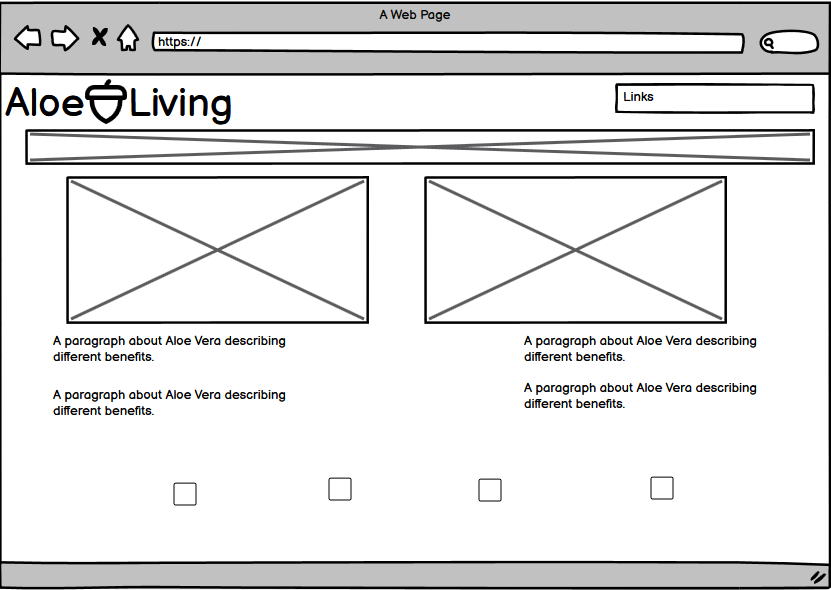 A Web Page
https://
Aloe Living
Links
A paragraph about Aloe Vera describing
different benefits.
A paragraph about Aloe Vera describing
different benefits.
A paragraph about Aloe Vera describing
different benefits.
A paragraph about Aloe Vera describing
different benefits.